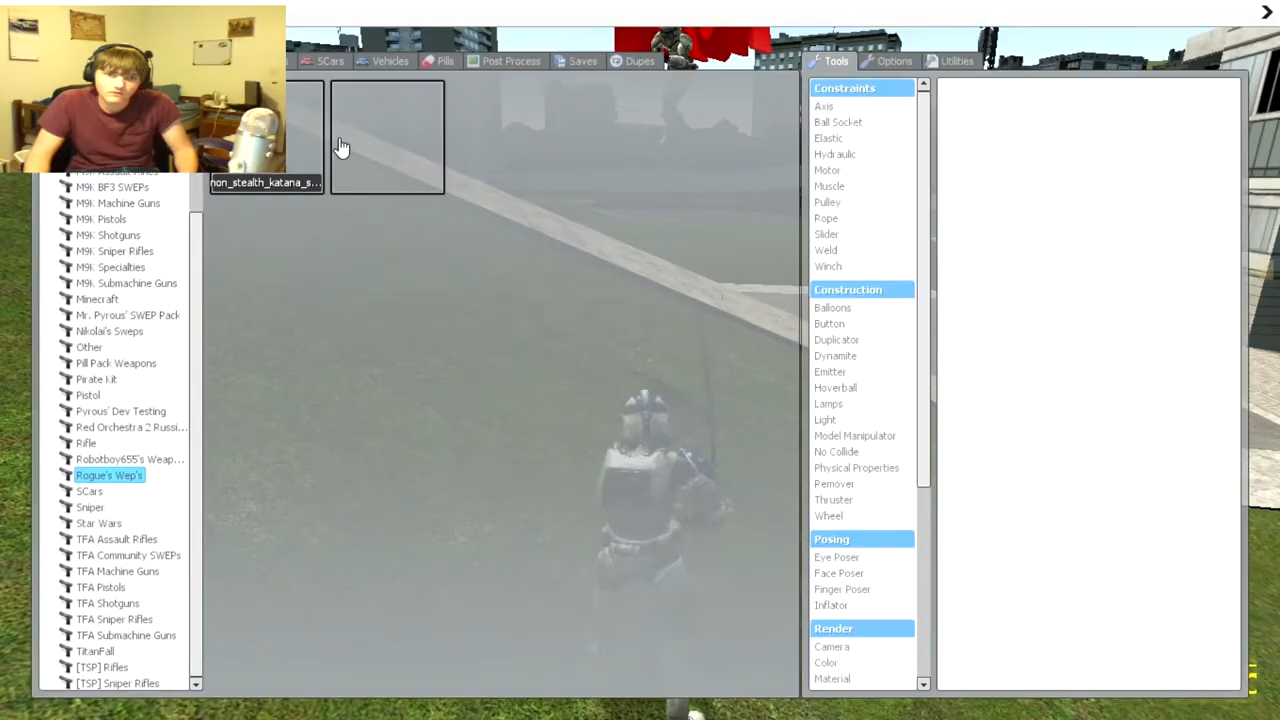 SCars
Vehicles
Pills
Post Process
Saves
Dupes
Tools
Options
Utilities
non_stealth_katana_s...
M9K BF3 SWEPs
M9K Machine Guns
M9K Pistols
M9K Shotguns
M9K Sniper Rifles
M9K Specialties
M9K Submachine Guns
Minecraft
Mr. Pyrous' SWEP Pack
Nikolai's Sweps
Other
Pill Pack Weapons
Pirate Kit
Pistol
Pyrous' Dev Testing
Red Orchestra 2 Russi...
Rifle
Robotboy655's Weap...
Rogue's Wep's
SCars
Sniper
Star Wars
TFA Assault Rifles
TFA Community SWEPs
TFA Machine Guns
TFA Pistols
TFA Shotguns
TFA Sniper Rifles
TFA Submachine Guns
TitanFall
[TSP] Rifles
[TSP] Sniper Rifles
Constraints
Axis
Ball Socket
Elastic
Hydraulic
Motor
Muscle
Pulley
Rope
Slider
Weld
Winch
Construction
Balloons
Button
Duplicator
Dynamite
Emitter
Hoverball
Lamps
Light
Model Manipulator
No Collide
Physical Properties
Remover
Thruster
Wheel
Posing
Eye Poser
Face Poser
Finger Poser
Inflator
Render
Camera
Color
Material